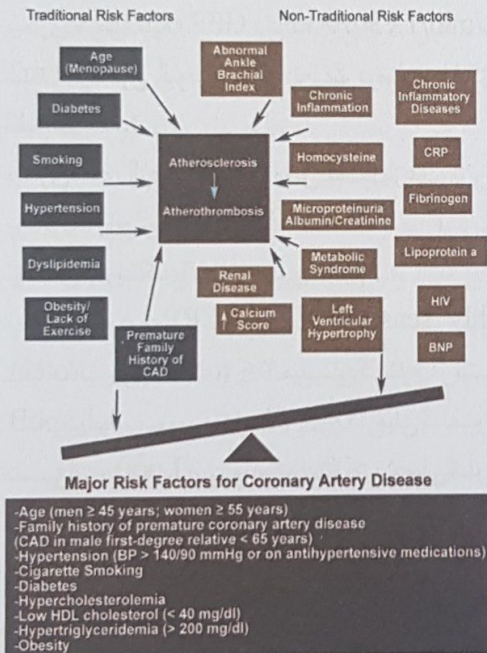 Traditional Risk Factors
Non-Traditional Risk Factors
Age
(Menopause)
Diabetes
Smoking
Hypertension
Dyslipidemia
Obesity/
Lack of
Exercise
Premature
Family
History of
CAD
Atherosclerosis
Atherothrombosis
Abnormal
Ankle
Brachial
Index
Chronic
Inflammation
Homocysteine
Microproteinuria
Albumin/Creatinine
Metabolic
Syndrome
Renal
Disease
↑ Calcium
Score
Left
Ventricular
Hypertrophy
Chronic
Inflammatory
Diseases
CRP
Fibrinogen
Lipoprotein a
HIV
BNP
Major Risk Factors for Coronary Artery Disease
-Age (men ≥ 45 years; women ≥ 55 years)
-Family history of premature coronary artery disease
(CAD in male first-degree relative < 65 years)
-Hypertension (BP > 140/90 mmHg or on antihypertensive medications)
-Cigarette Smoking
-Diabetes
-Hypercholesterolemia
-Low HDL cholesterol (< 40 mg/dl)
-Hypertriglyceridemia (> 200 mg/dl)
-Obesity